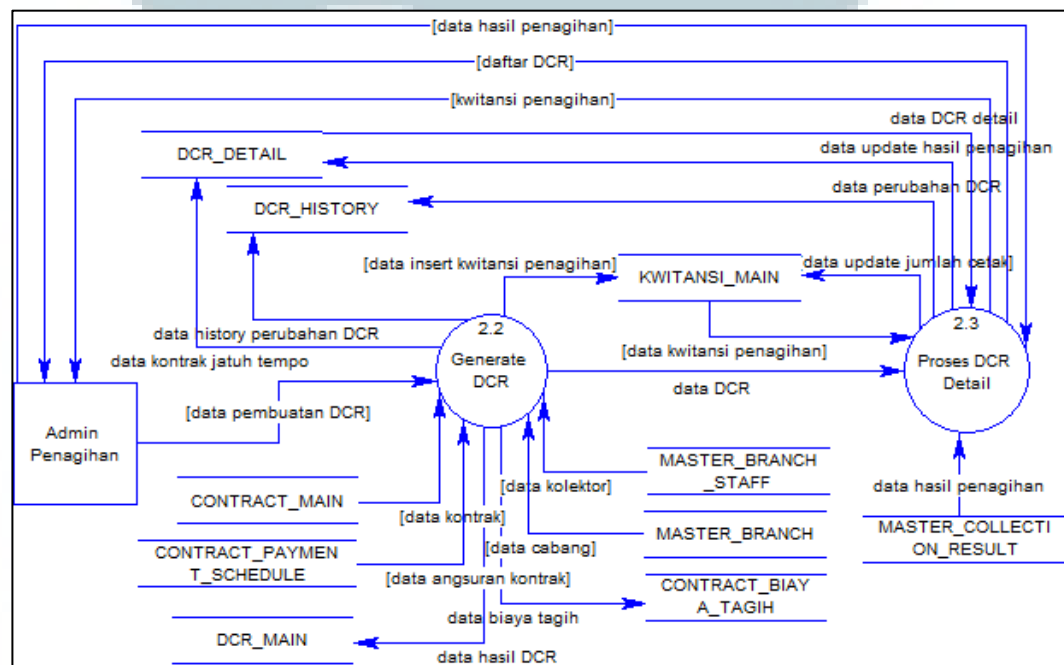 [data hasil penagihan]
[daftar DCR]
[kwitansi penagihan]
data DCR detail
DCR_DETAIL
data update hasil penagihan
data perubahan DCR
DCR_HISTORY
[data insert kwitansi penagihan]
KWITANSI_MAIN
data update jumlah cetak]
data history perubahan DCR
2.2
Generate
DCR
[data kwitansi penagihan]
2.3
Proses DCR
Detail
data kontrak jatuh tempo
data DCR
[data pembuatan DCR]
Admin
Penagihan
MASTER_BRANCH
_STAFF
[data kolektor]
data hasil penagihan
CONTRACT_MAIN
[data kontrak]
MASTER_BRANCH
[data cabang]
MASTER_COLLECTI
ON_RESULT
CONTRACT_PAYMEN
T_SCHEDULE
[data angsuran kontrak]
CONTRACT_BIAY
A_TAGIH
data biaya tagih
DCR_MAIN
data hasil DCR